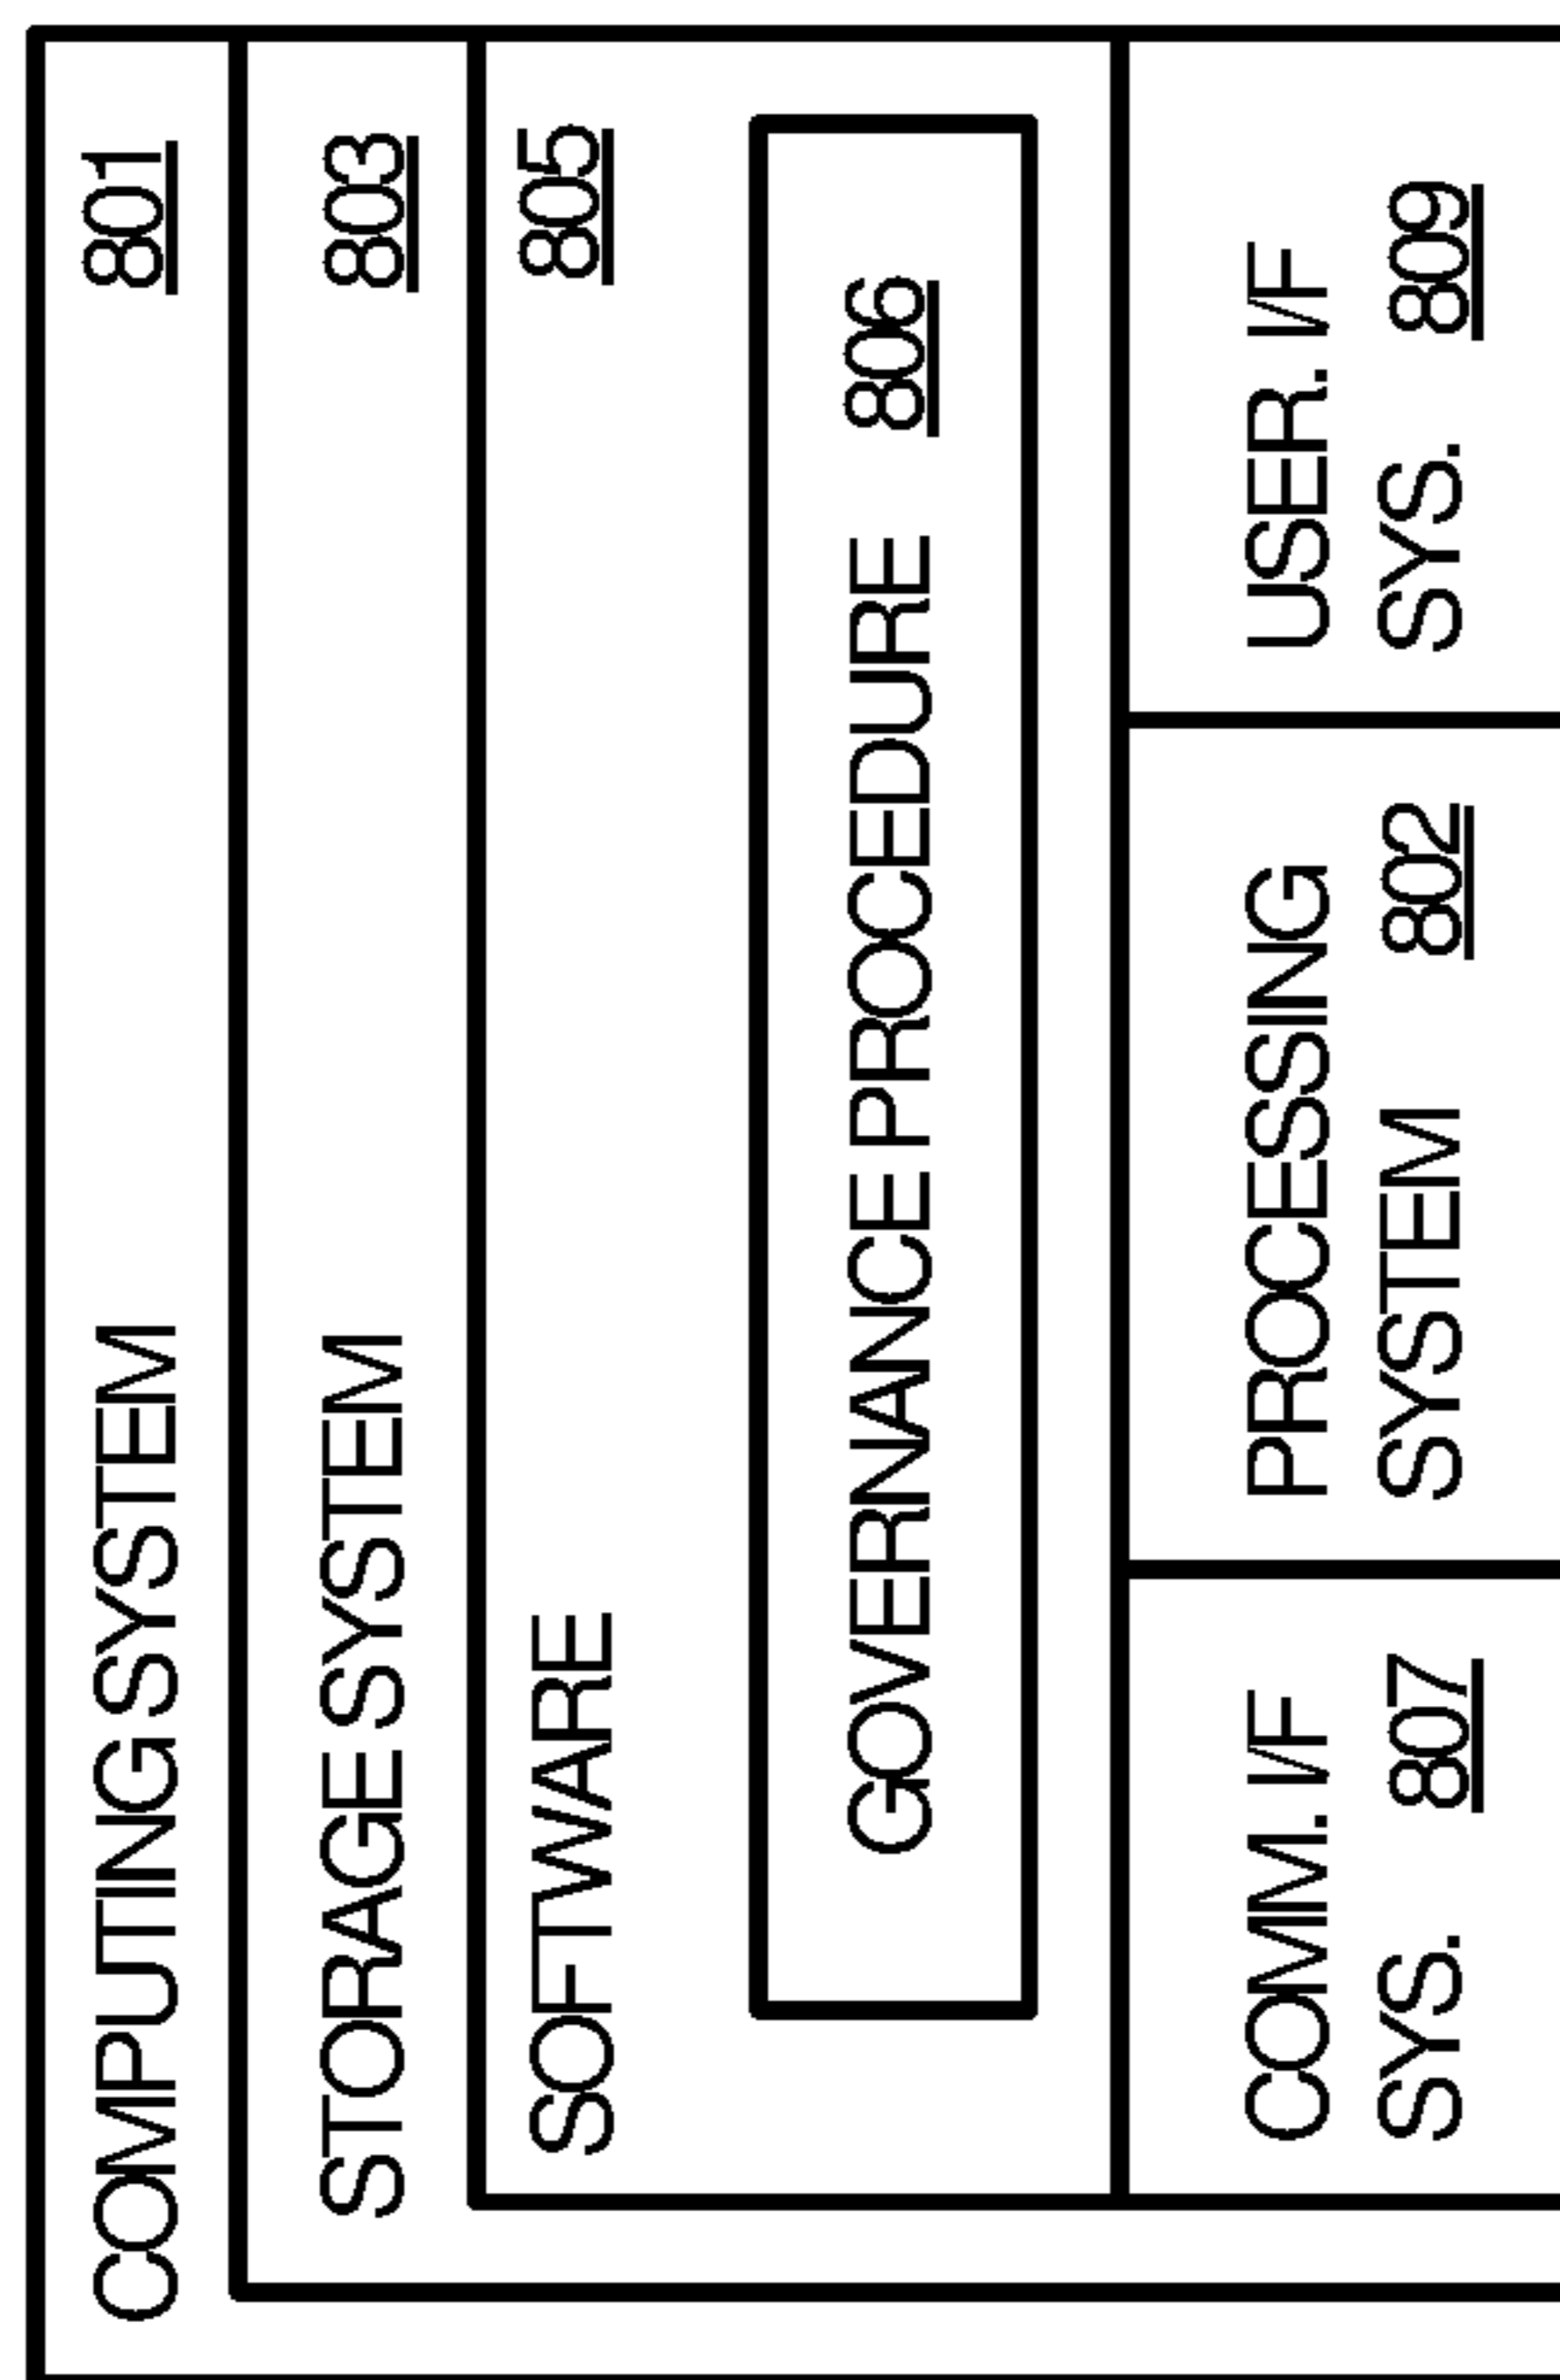 COMPUTING SYSTEM 801
STORAGE SYSTEM 803
SOFTWARE 805
GOVERNANCE PROCEDURE 806
COMM. I/F
SYS. 807
PROCESSING
SYSTEM 802
USER. I/F
SYS. 809